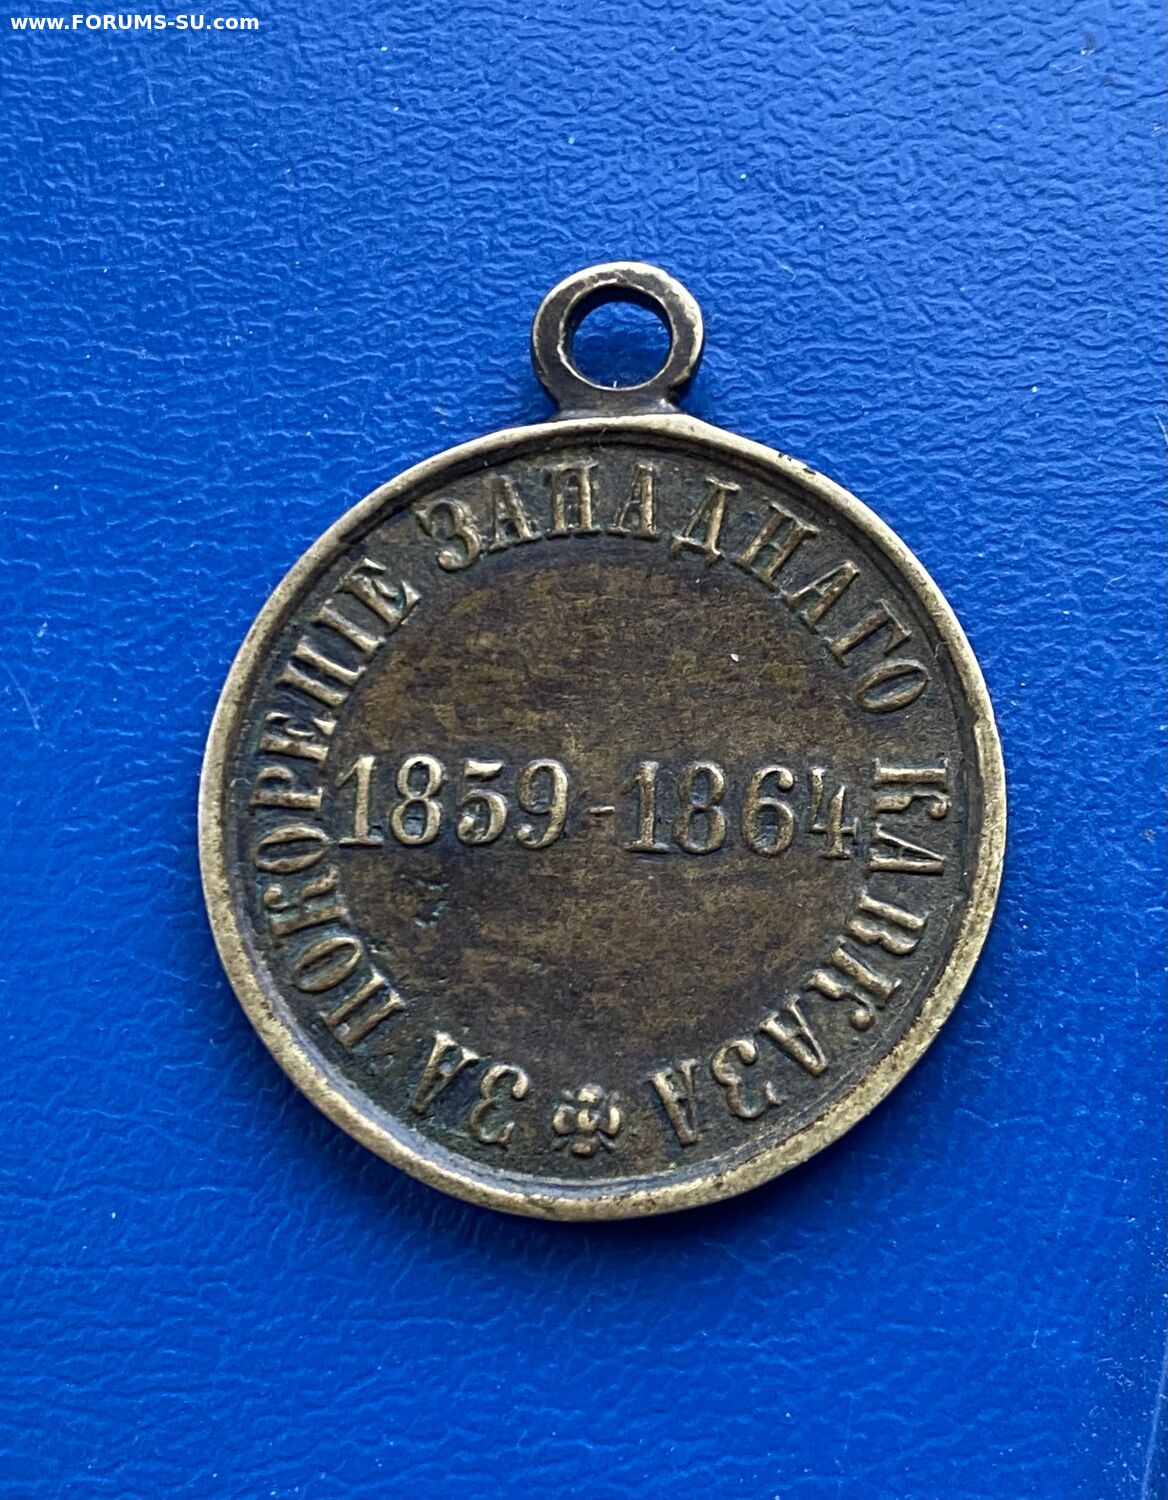 www.FORUMS-SU.com
ЗА ПОКОРЕНІЕ ЗАПАДНАГО КАВКАЗА
1859-1864